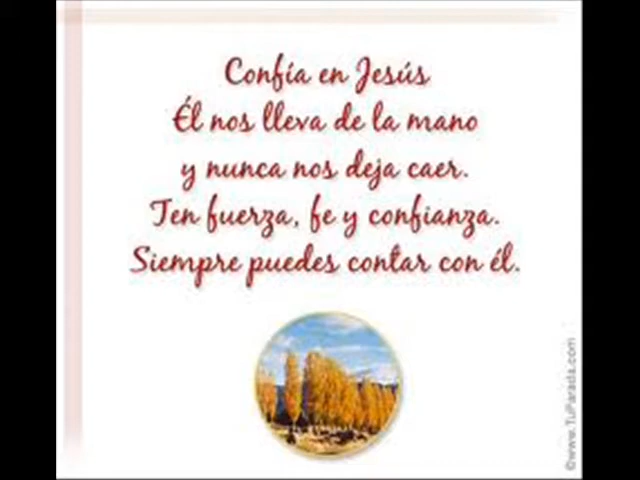 Confía en Jesús
Él nos lleva de la mano
y nunca nos deja caer.
Ten fuerza, fe y confianza.
Siempre puedes contar con él.
©www.TuParada.com